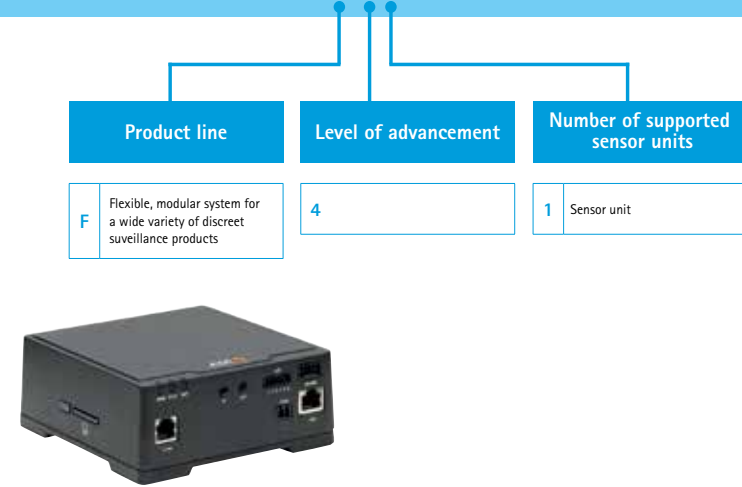 Product line
Level of advancement
Number of supported
sensor units
F
Flexible, modular system for
a wide variety of discreet
suveillance products
4
1
Sensor unit